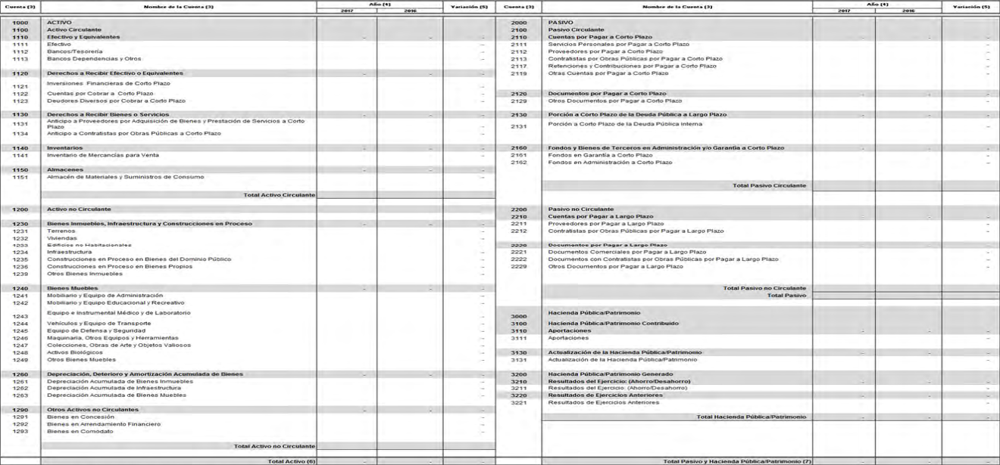 Cuenta (3) Nombre de la Cuenta (3) Año (4) Variación (5)
2017 2016
1000 ACTIVO
1100 Activo Circulante
1110 Efectivo y Equivalentes - - -
1111 Efectivo -
1112 Bancos/Tesorería -
1113 Bancos Dependencias y Otros -
1120 Derechos a Recibir Efectivo o Equivalentes - - -
1121 Inversiones Financieras de Corto Plazo -
1122 Cuentas por Cobrar a Corto Plazo -
1123 Deudores Diversos por Cobrar a Corto Plazo -
1130 Derechos a Recibir Bienes o Servicios - - -
1131 Anticipo a Proveedores por Adquisición de Bienes y Prestación de Servicios a Corto
Plazo -
1134 Anticipo a Contratistas por Obras Públicas a Corto Plazo -
1140 Inventarios - - -
1141 Inventario de Mercancías para Venta -
1150 Almacenes - - -
1151 Almacén de Materiales y Suministros de Consumo -
Total Activo Circulante
1200 Activo no Circulante
1230 Bienes Inmuebles, Infraestructura y Construcciones en Proceso - - -
1231 Terrenos -
1232 Viviendas -
1233 Edificios no Habitacionales -
1234 Infraestructura -
1235 Construcciones en Proceso en Bienes del Dominio Público -
1236 Construcciones en Proceso en Bienes Propios -
1239 Otros Bienes Inmuebles -
1240 Bienes Muebles - - -
1241 Mobiliario y Equipo de Administración -
1242 Mobiliario y Equipo Educacional y Recreativo -
1243 Equipo e Instrumental Médico y de Laboratorio -
1244 Vehículos y Equipo de Transporte -
1245 Equipo de Defensa y Seguridad -
1246 Maquinaria, Otros Equipos y Herramientas -
1247 Colecciones, Obras de Arte y Objetos Valiosos -
1248 Activos Biológicos -
1249 Otros Bienes Muebles -
1260 Depreciación, Deterioro y Amortización Acumulada de Bienes - - -
1261 Depreciación Acumulada de Bienes Inmuebles -
1262 Depreciación Acumulada de Infraestructura -
1263 Depreciación Acumulada de Bienes Muebles -
1290 Otros Activos no Circulantes - - -
1291 Bienes en Concesión -
1292 Bienes en Arrendamiento Financiero -
1293 Bienes en Comodato -
Total Activo no Circulante
Total Activo (6) - - -
Cuenta (3) Nombre de la Cuenta (3) Año (4) Variación (5)
2017 2016
2000 PASIVO
2100 Pasivo Circulante
2110 Cuentas por Pagar a Corto Plazo - - -
2111 Servicios Personales por Pagar a Corto Plazo -
2112 Proveedores por Pagar a Corto Plazo -
2113 Contratistas por Obras Públicas por Pagar a Corto Plazo -
2117 Retenciones y Contribuciones por Pagar a Corto Plazo -
2119 Otras Cuentas por Pagar a Corto Plazo -
2120 Documentos por Pagar a Corto Plazo - - -
2129 Otros Documentos por Pagar a Corto Plazo -
2130 Porción a Corto Plazo de la Deuda Pública a Largo Plazo - - -
2131 Porción a Corto Plazo de la Deuda Pública Interna -
2160 Fondos y Bienes de Terceros en Administración y/o Garantía a Corto Plazo - - -
2161 Fondos en Garantía a Corto Plazo -
2162 Fondos en Administración a Corto Plazo -
Total Pasivo Circulante
2200 Pasivo no Circulante
2210 Cuentas por Pagar a Largo Plazo - - -
2211 Proveedores por Pagar a Largo Plazo -
2212 Contratistas por Obras Públicas por Pagar a Largo Plazo -
2220 Documentos por Pagar a Largo Plazo - - -
2221 Documentos Comerciales por Pagar a Largo Plazo -
2222 Documentos con Contratistas por Obras Públicas por Pagar a Largo Plazo -
2229 Otros Documentos por Pagar a Largo Plazo -
Total Pasivo no Circulante
Total Pasivo
3000 Hacienda Pública/Patrimonio
3100 Hacienda Pública/Patrimonio Contribuido
3110 Aportaciones - - -
3111 Aportaciones -
3130 Actualización de la Hacienda Pública/Patrimonio - - -
3131 Actualización de la Hacienda Pública/Patrimonio -
3200 Hacienda Pública/Patrimonio Generado
3210 Resultados del Ejercicio: (Ahorro/Desahorro) - - -
3211 Resultados del Ejercicio: (Ahorro/Desahorro) -
3220 Resultados de Ejercicios Anteriores - - -
3221 Resultados de Ejercicios Anteriores -
Total Hacienda Pública/Patrimonio - - -
Total Pasivo y Hacienda Pública/Patrimonio (7) - - -